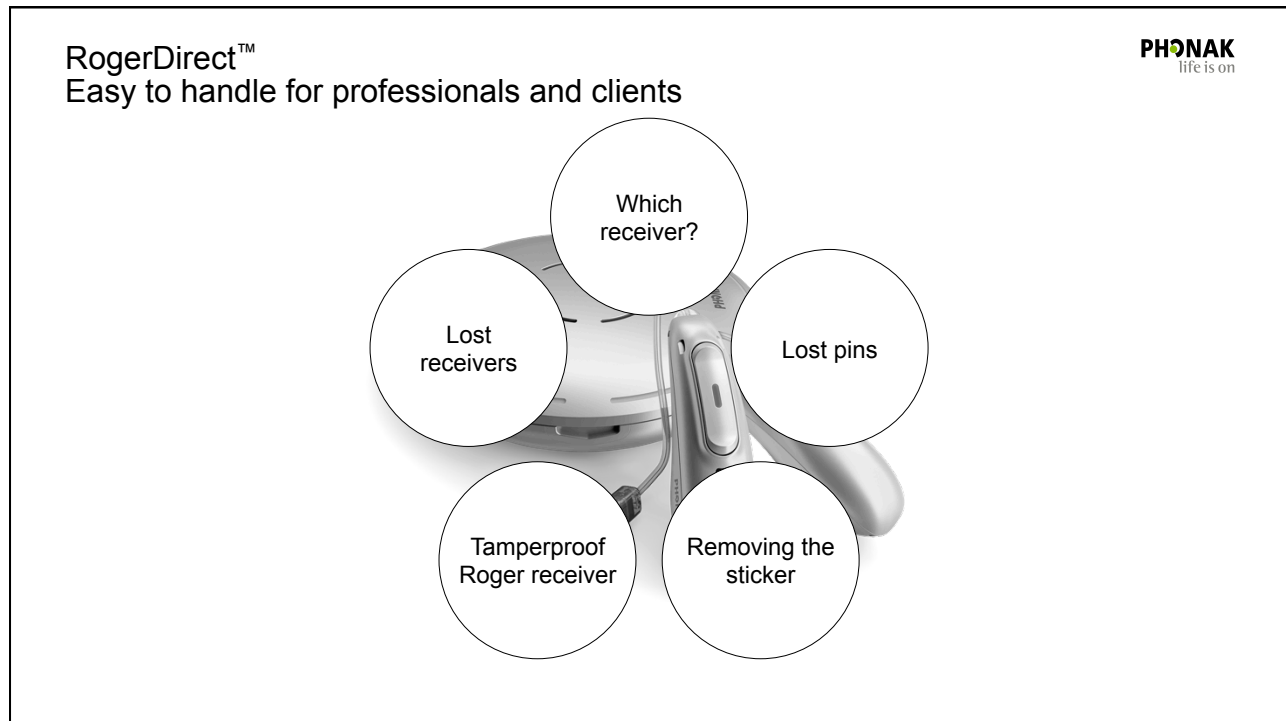 RogerDirect™
Easy to handle for professionals and clients
PHONAK
life is on
Which
receiver?
Lost
receivers
Lost pins
Tamperproof
Roger receiver
Removing the
sticker